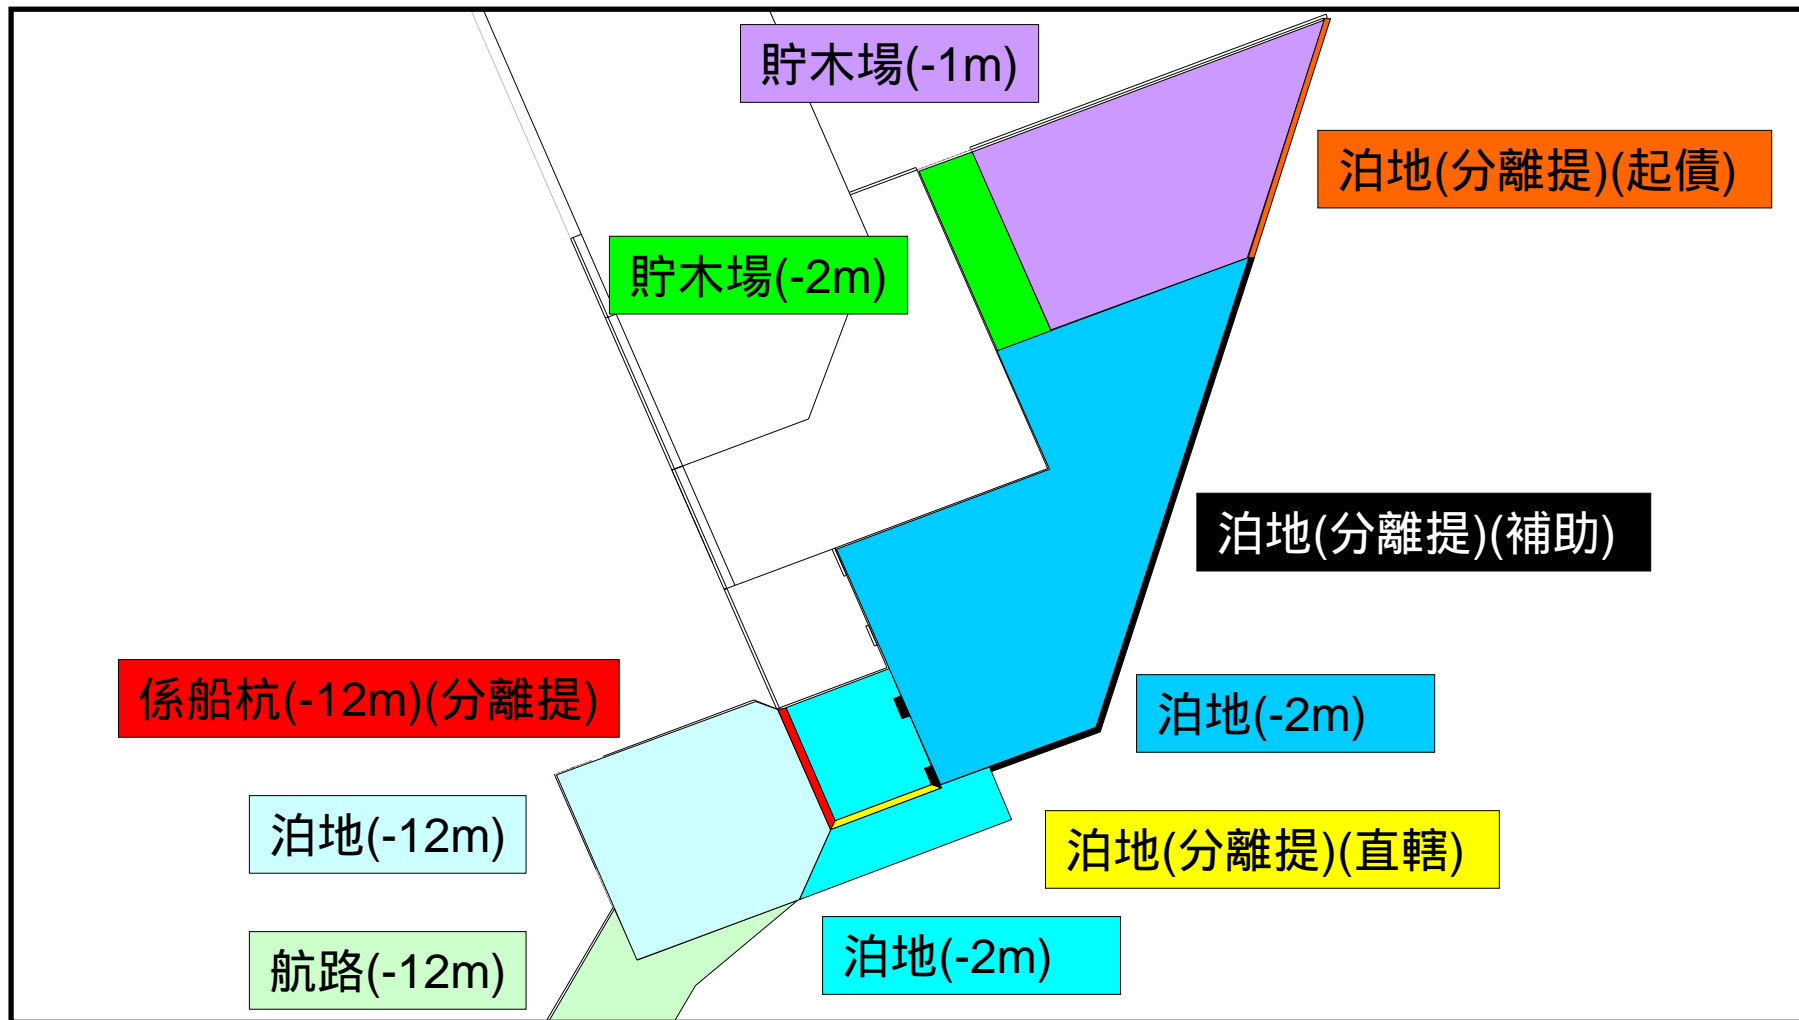 貯木場(-1m)
泊地(分離提)(起債)
貯木場(-2m)
泊地(分離提)(補助)
係船杭(-12m)(分離提)
泊地(-2m)
泊地(-12m)
泊地(分離提)(直轄)
航路(-12m)
泊地(-2m)